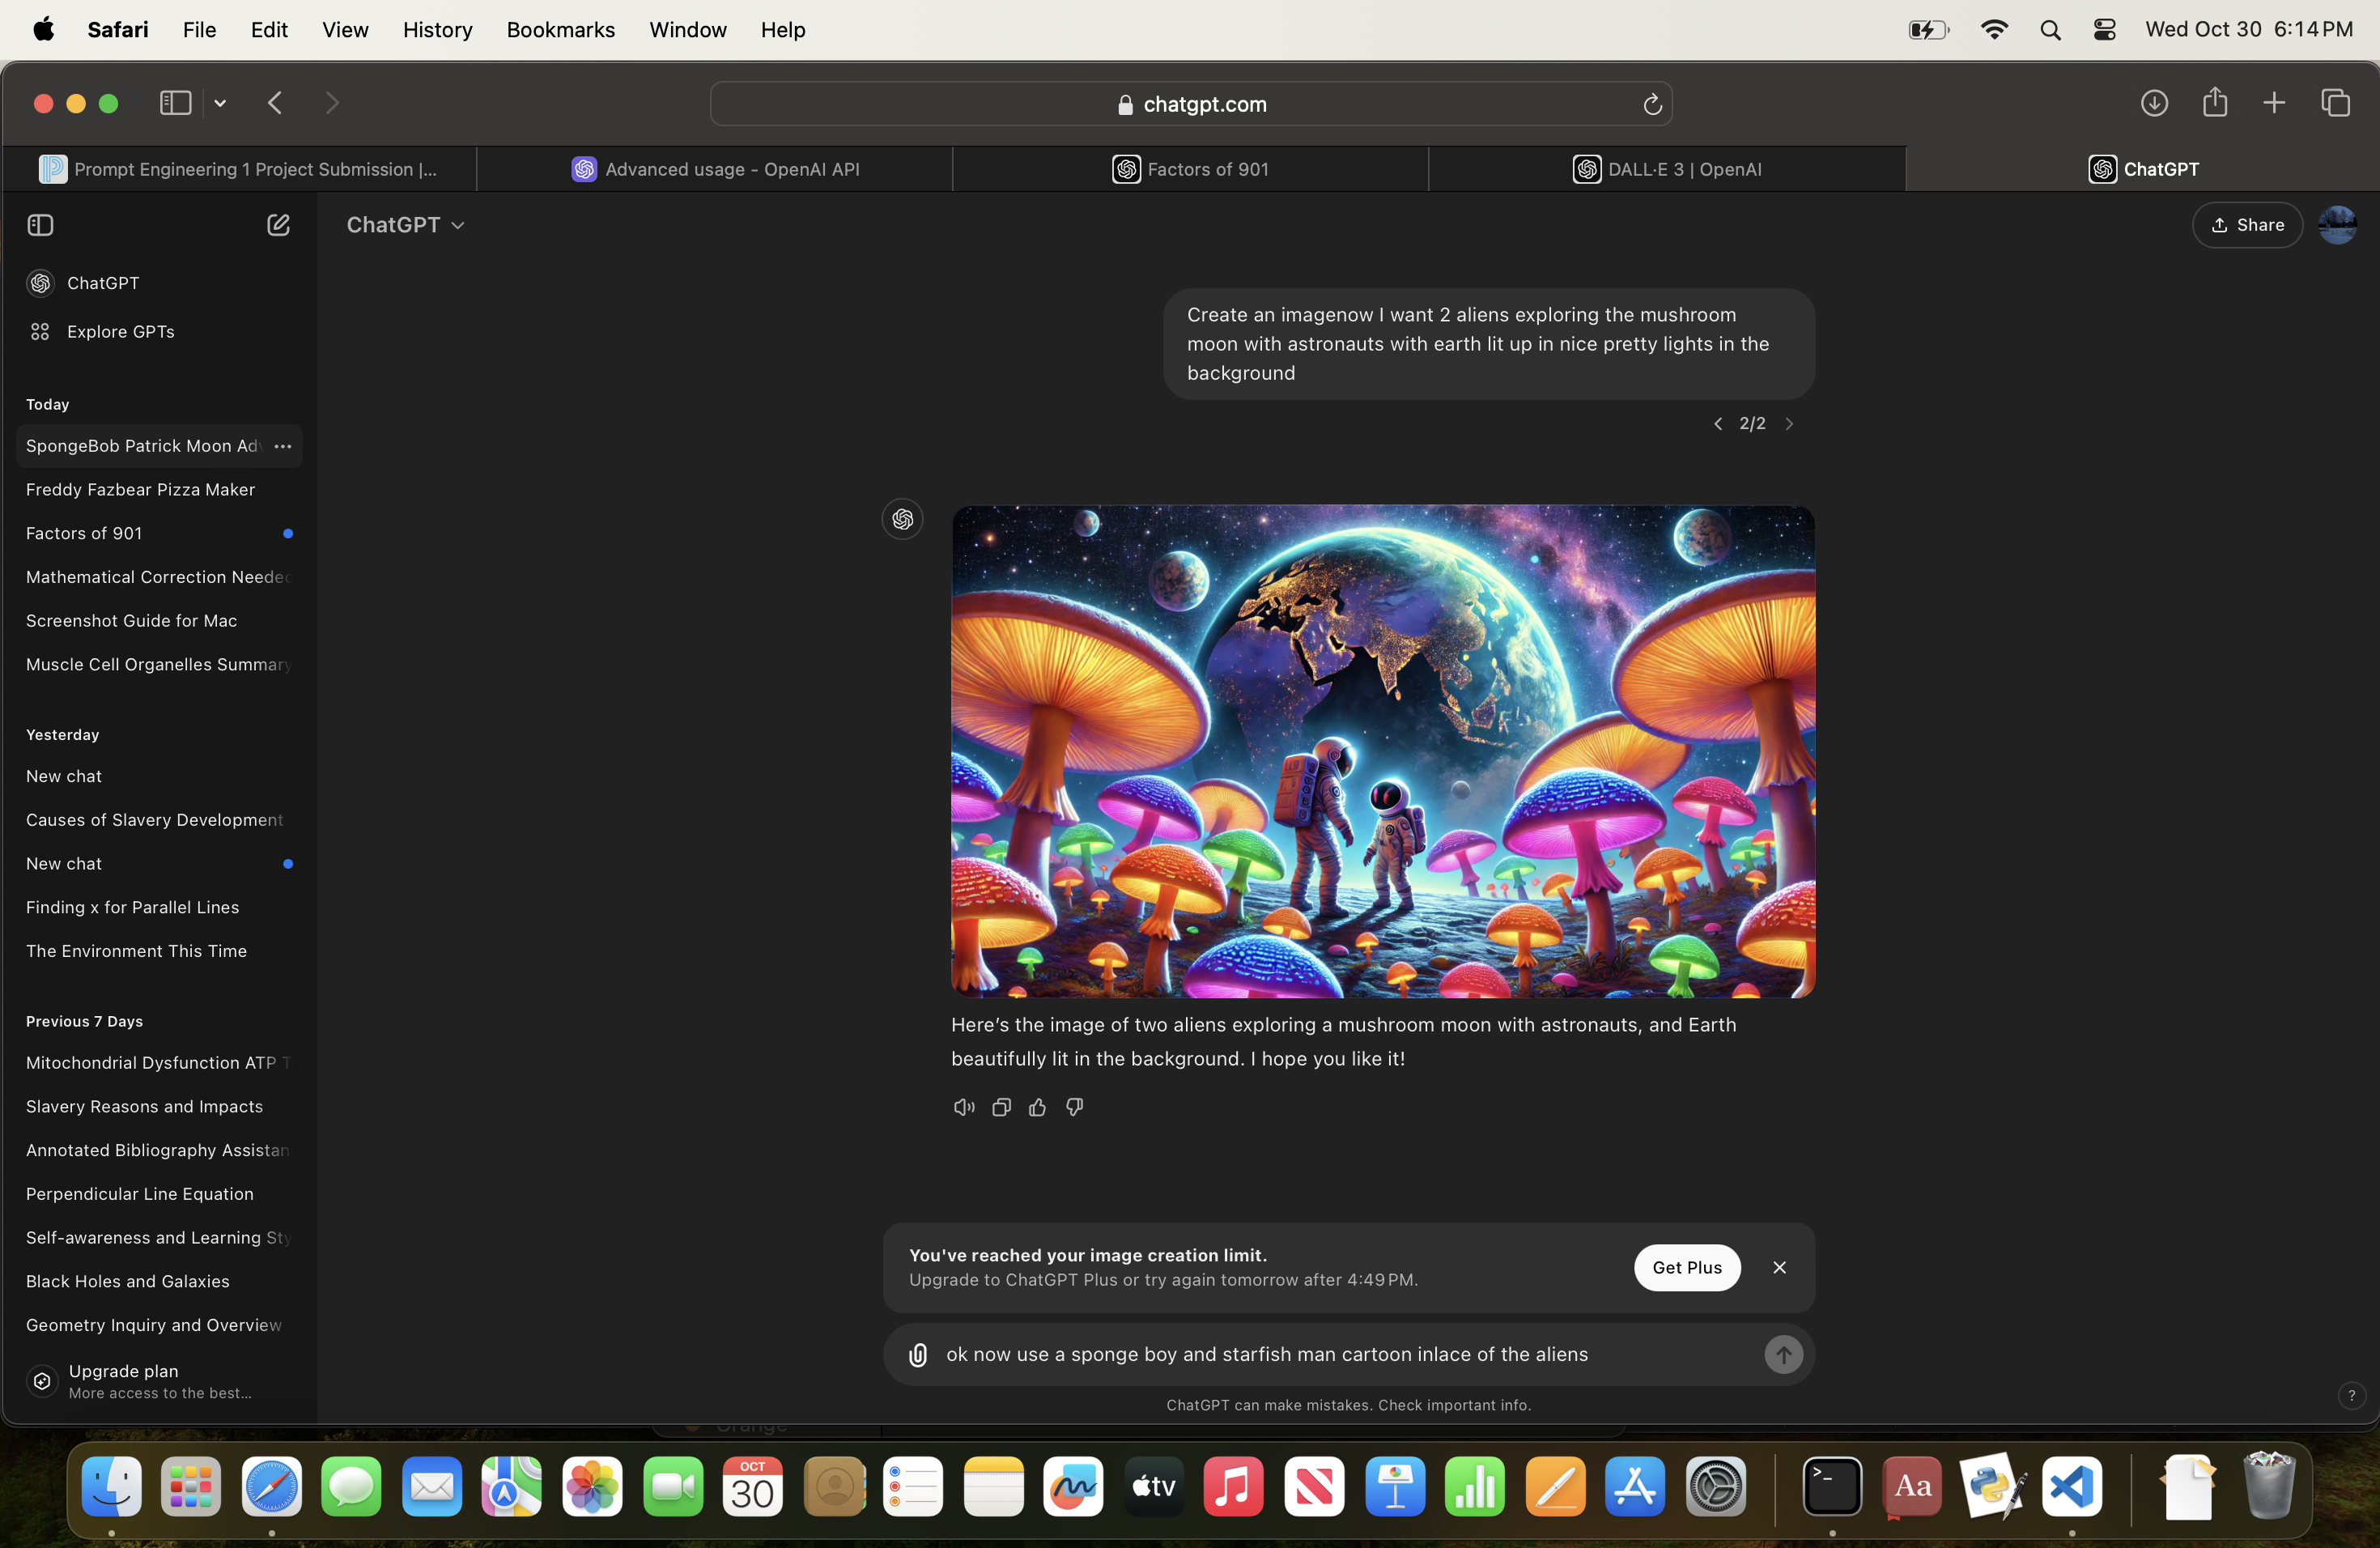 Safari File Edit View History Bookmarks Window Help Wed Oct 30 6:14 PM
chatgpt.com
Prompt Engineering 1 Project Submission |...
Advanced usage - OpenAI API
Factors of 901
DALL·E 3 | OpenAI
ChatGPT
ChatGPT
Share
ChatGPT
Explore GPTs
Today
SpongeBob Patrick Moon Adv
Freddy Fazbear Pizza Maker
Factors of 901
Mathematical Correction Needed
Screenshot Guide for Mac
Muscle Cell Organelles Summary
Yesterday
New chat
Causes of Slavery Development
New chat
Finding x for Parallel Lines
The Environment This Time
Previous 7 Days
Mitochondrial Dysfunction ATP T
Slavery Reasons and Impacts
Annotated Bibliography Assistan
Perpendicular Line Equation
Self-awareness and Learning Sty
Black Holes and Galaxies
Geometry Inquiry and Overview
Upgrade plan
More access to the best...
Create an imagenow I want 2 aliens exploring the mushroom
moon with astronauts with earth lit up in nice pretty lights in the
background
2/2
Here's the image of two aliens exploring a mushroom moon with astronauts, and Earth
beautifully lit in the background. I hope you like it!
You've reached your image creation limit.
Upgrade to ChatGPT Plus or try again tomorrow after 4:49 PM.
Get Plus
ok now use a sponge boy and starfish man cartoon inlace of the aliens
ChatGPT can make mistakes. Check important info.
?
Orange
OCT
30
tv
>_
Aa